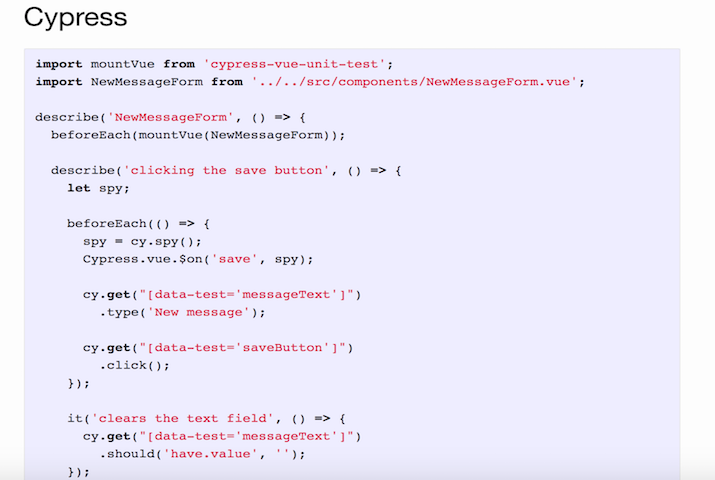 Cypress
import mountVue from 'cypress-vue-unit-test';
import NewMessageForm from '../../src/components/NewMessageForm.vue';

describe('NewMessageForm', () => {
  beforeEach(mountVue(NewMessageForm));

  describe('clicking the save button', () => {
    let spy;

    beforeEach(() => {
      spy = cy.spy();
      Cypress.vue.$on('save', spy);

      cy.get("[data-test='messageText']")
        .type('New message');

      cy.get("[data-test='saveButton']")
        .click();
    });

    it('clears the text field', () => {
      cy.get("[data-test='messageText']")
        .should('have.value', '');
    });